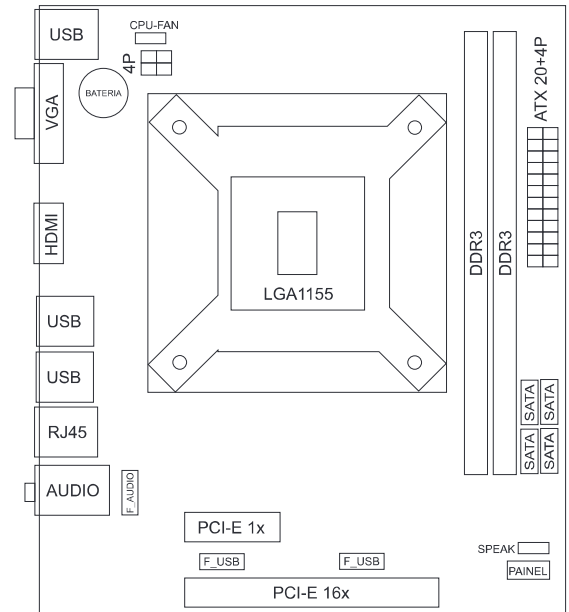 USB
CPU-FAN
4P
BATERIA
VGA
ATX 20+4P
HDMI
DDR3
DDR3
LGA1155
USB
USB
RJ45
SATA
SATA
SATA
SATA
AUDIO
F_AUDIO
PCI-E 1x
SPEAK
F_USB
F_USB
PAINEL
PCI-E 16x